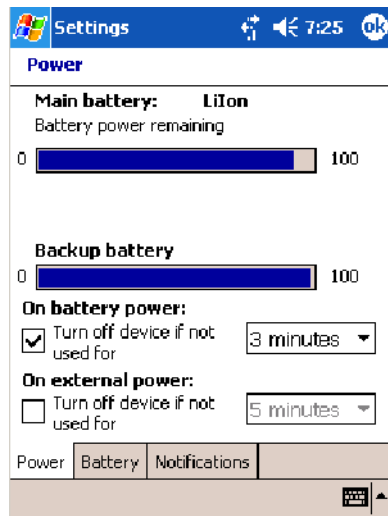 Settings 7:25 ok
Power
Main battery: LiIon
Battery power remaining
0 100
Backup battery
0 100
On battery power:
Turn off device if not
used for 3 minutes
On external power:
Turn off device if not
used for 5 minutes
Power Battery Notifications